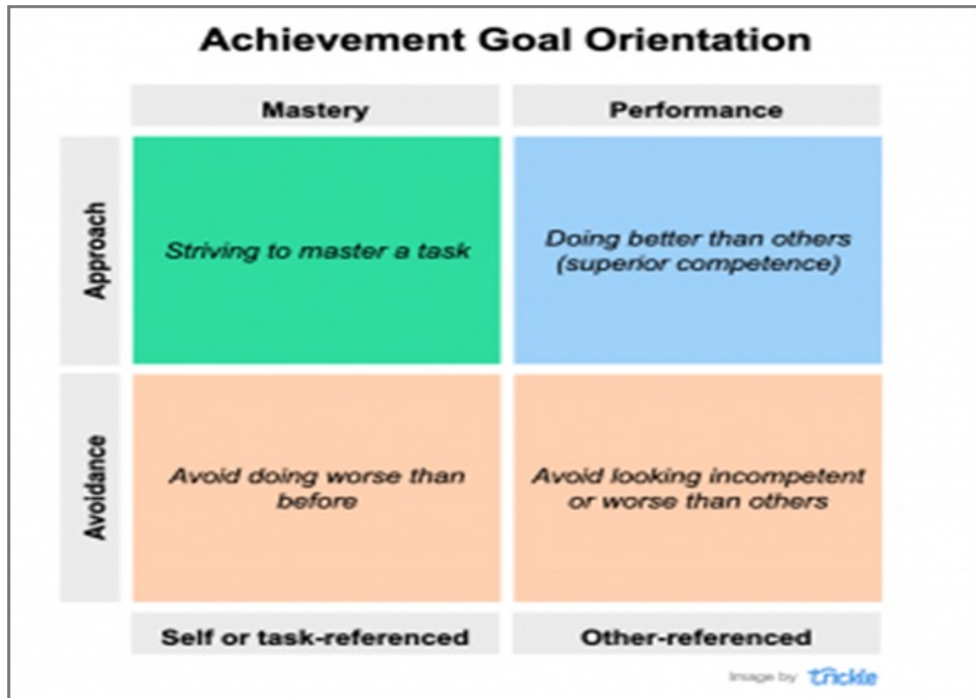 Achievement Goal Orientation
Mastery
Performance
Approach
Striving to master a task
Doing better than others
(superior competence)
Avoidance
Avoid doing worse than
before
Avoid looking incompetent
or worse than others
Self or task-referenced
Other-referenced
Image by trickle